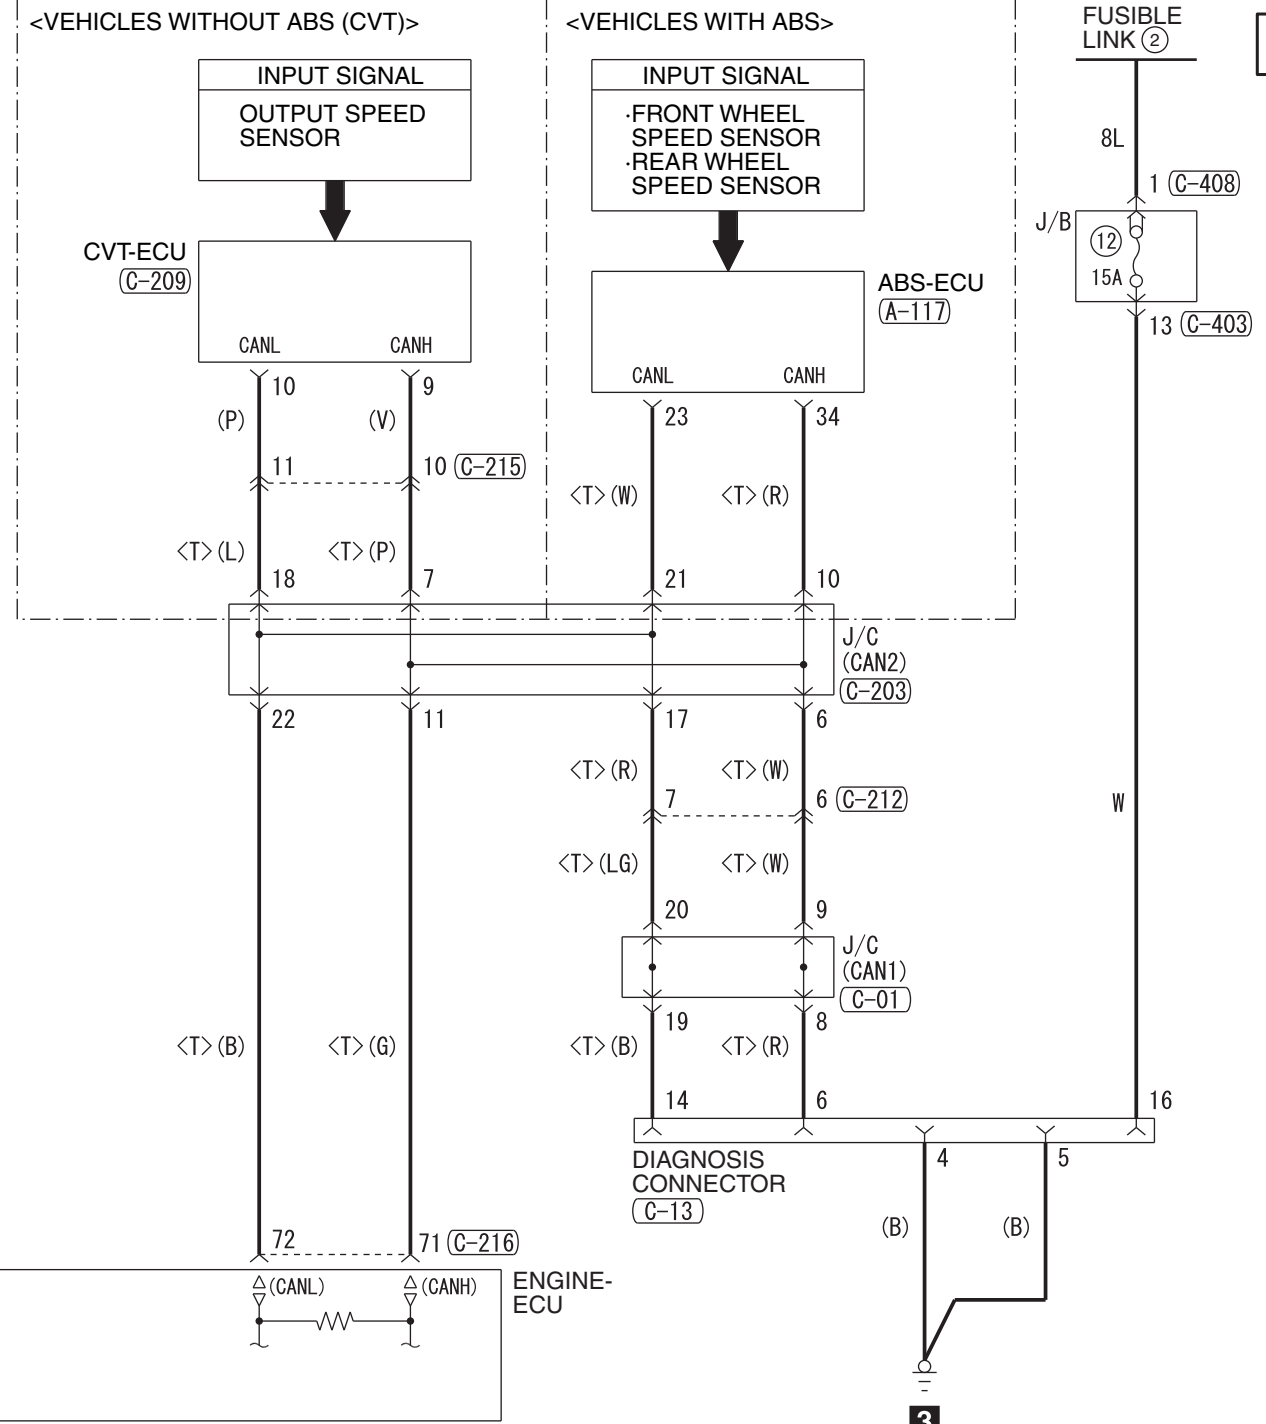 <VEHICLES WITHOUT ABS (CVT)>
INPUT SIGNAL
OUTPUT SPEED
SENSOR
CVT-ECU
C-209
CANL CANH
10 9
(P) (V)
11 10 C-215
<T>(L) <T>(P)
18 7
<VEHICLES WITH ABS>
INPUT SIGNAL
·FRONT WHEEL
SPEED SENSOR
·REAR WHEEL
SPEED SENSOR
ABS-ECU
A-117
CANL CANH
23 34
<T>(W) <T>(R)
21 10
J/C
(CAN2)
C-203
22 11 17 6
<T>(R) <T>(W)
7 6 C-212
<T>(LG) <T>(W)
20 9
J/C
(CAN1)
C-01
19 8
<T>(B) <T>(G) <T>(B) <T>(R)
14 6 16
DIAGNOSIS
CONNECTOR
C-13
4 5
(B) (B)
3
72 71 C-216
(CANL) (CANH)
ENGINE-
ECU
FUSIBLE
LINK 2
8L
1 C-408
J/B
12
15A
13 C-403
W